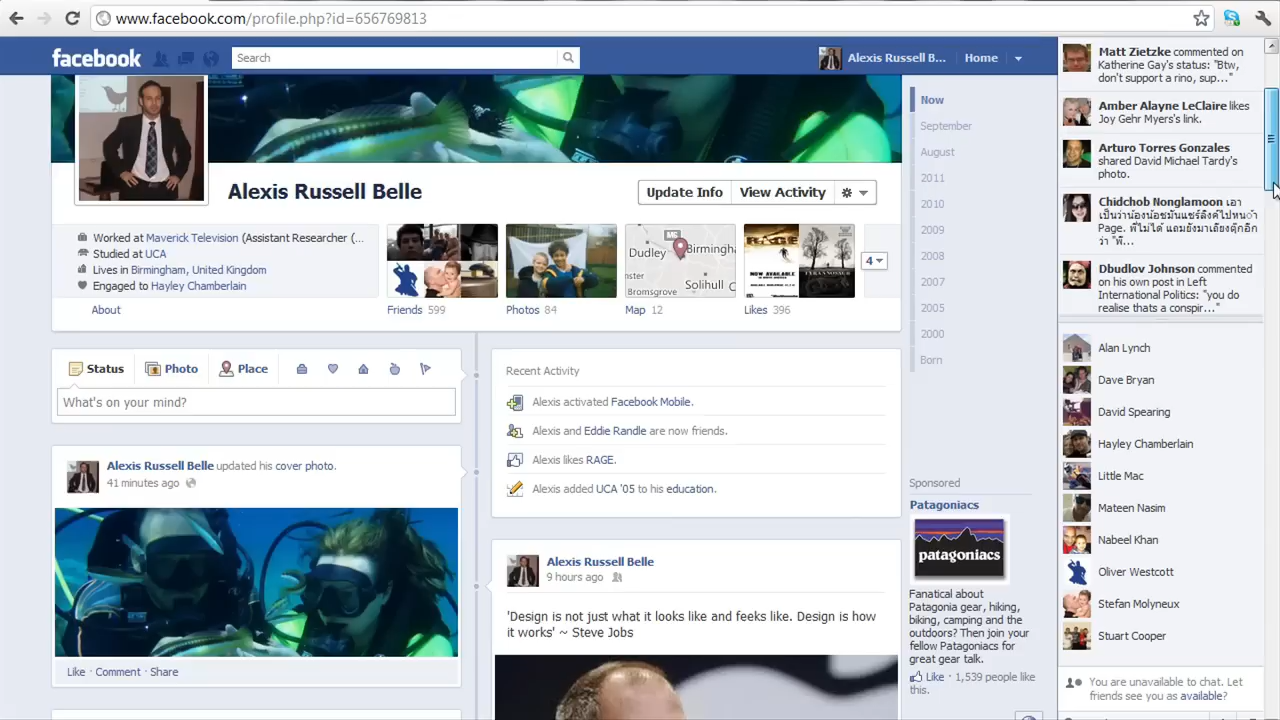 www.facebook.com/profile.php?id=656769813
facebook
Search
Alexis Russell B...
Home
Alexis Russell Belle
Update Info
View Activity
Worked at Maverick Television (Assistant Researcher (...
Studied at UCA
Lives in Birmingham, United Kingdom
Engaged to Hayley Chamberlain
About
Friends 599
Photos 84
M6
Dudley
Birmingh
nster
Solihull
Bromsgrove
Map 12
RAGE
Likes 396
4
Status
Photo
Place
What's on your mind?
Alexis Russell Belle updated his cover photo.
41 minutes ago
Like · Comment · Share
Recent Activity
Alexis activated Facebook Mobile.
Alexis and Eddie Randle are now friends.
Alexis likes RAGE.
Alexis added UCA '05 to his education.
Alexis Russell Belle
9 hours ago
'Design is not just what it looks like and feeks like. Design is how
it works' ~ Steve Jobs
Now
September
August
2011
2010
2009
2008
2007
2005
2000
Born
Sponsored
Patagoniacs
patagoniacs
Fanatical about
Patagonia gear, hiking,
biking, camping and the
outdoors? Then join your
fellow Patagoniacs for
great gear talk.
Like · 1,539 people like
this.
Matt Zietzke commented on
Katherine Gay's status: "Btw,
don't support a rino, sup..."
Amber Alayne LeClaire likes
Joy Gehr Myers's link.
Arturo Torres Gonzales
shared David Michael Tardy's
photo.
Chidchob Nonglamoon เอา
Dbudlov Johnson commented
on his own post in Left
International Politics: "you do
realise thats a conspir..."
Alan Lynch
Dave Bryan
David Spearing
Hayley Chamberlain
Little Mac
Mateen Nasim
Nabeel Khan
Oliver Westcott
Stefan Molyneux
Stuart Cooper
You are unavailable to chat. Let
friends see you as available?